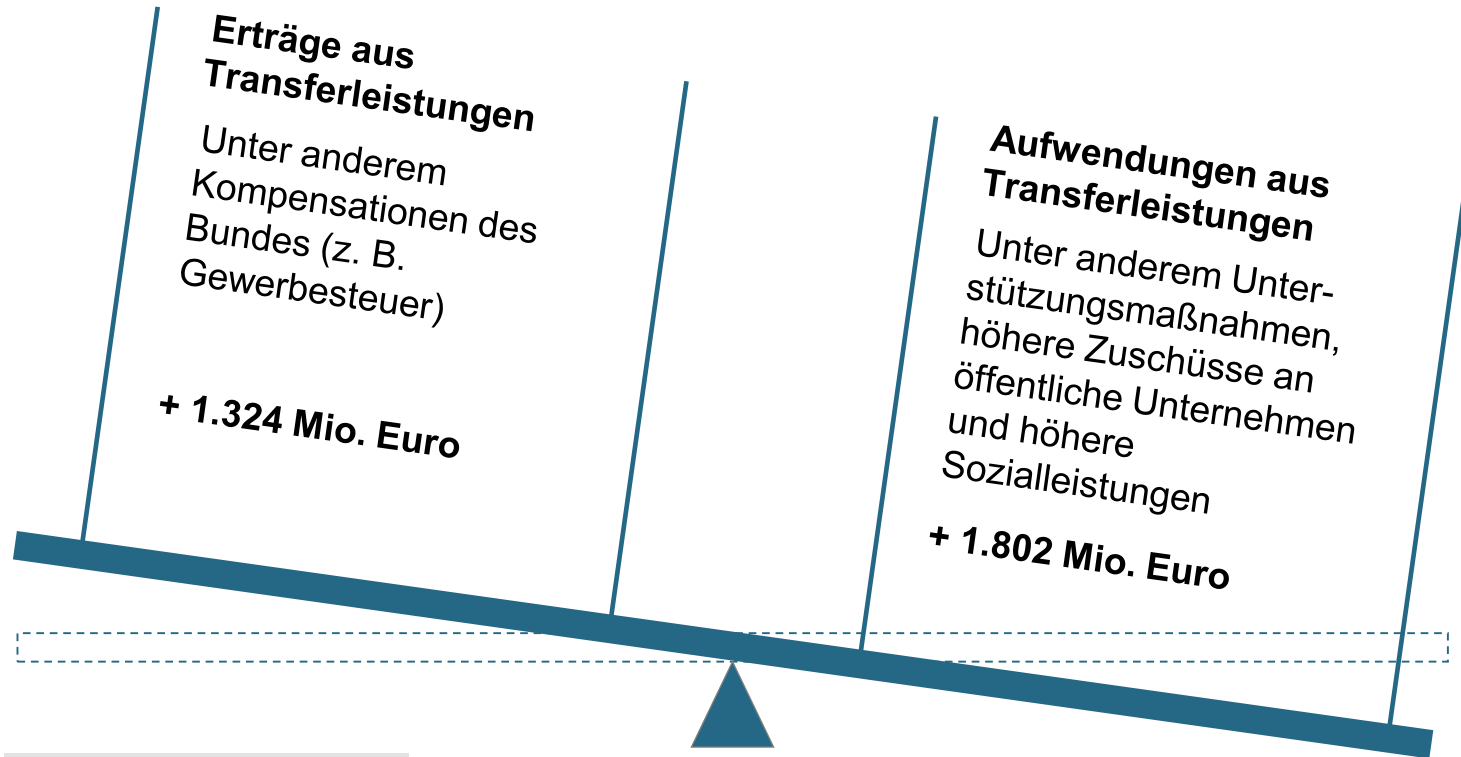 Erträge aus
Transferleistungen
Unter anderem
Kompensationen des
Bundes (z. B.
Gewerbesteuer)
+ 1.324 Mio. Euro
Aufwendungen aus
Transferleistungen
Unter anderem Unter-
stützungsmaßnahmen,
höhere Zuschüsse an
öffentliche Unternehmen
und höhere
Sozialleistungen
+ 1.802 Mio. Euro